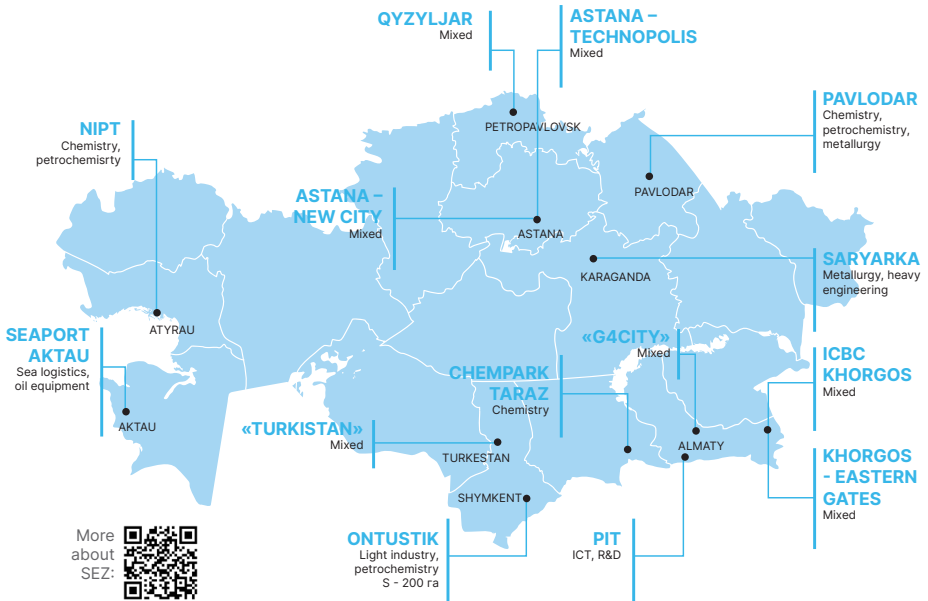 QYZYLJAR
Mixed
ASTANA –
TECHNOPOLIS
Mixed
PAVLODAR
Chemistry,
petrochemistry,
metallurgy
NIPT
Chemistry,
petrochemisrty
PETROPAVLOVSK
PAVLODAR
ASTANA –
NEW CITY
Mixed
ASTANA
SARYARKA
Metallurgy, heavy
engineering
KARAGANDA
ATYRAU
SEAPORT
AKTAU
Sea logistics,
oil equipment
«G4CITY»
Mixed
ICBC
KHORGOS
Mixed
CHEMPARK
TARAZ
Chemistry
AKTAU
«TURKISTAN»
Mixed
TURKESTAN
ALMATY
KHORGOS
- EASTERN
GATES
Mixed
SHYMKENT
More
about
SEZ:
ONTUSTIK
Light industry,
petrochemistry
S - 200 га
PIT
ICT, R&D